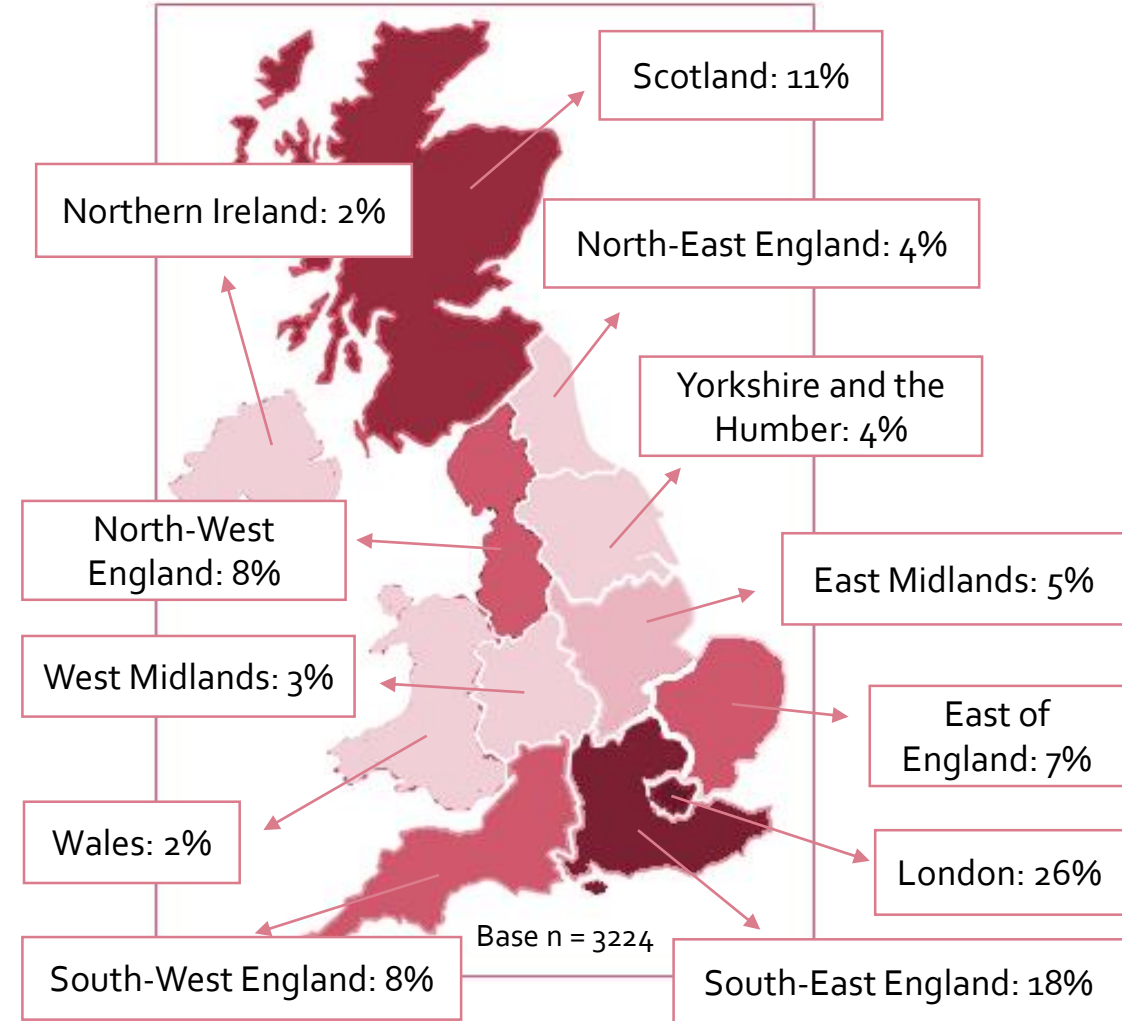 Scotland: 11%
Northern Ireland: 2%
North-East England: 4%
Yorkshire and the
Humber: 4%
North-West
England: 8%
East Midlands: 5%
West Midlands: 3%
East of
England: 7%
Wales: 2%
London: 26%
Base n = 3224
South-West England: 8%
South-East England: 18%